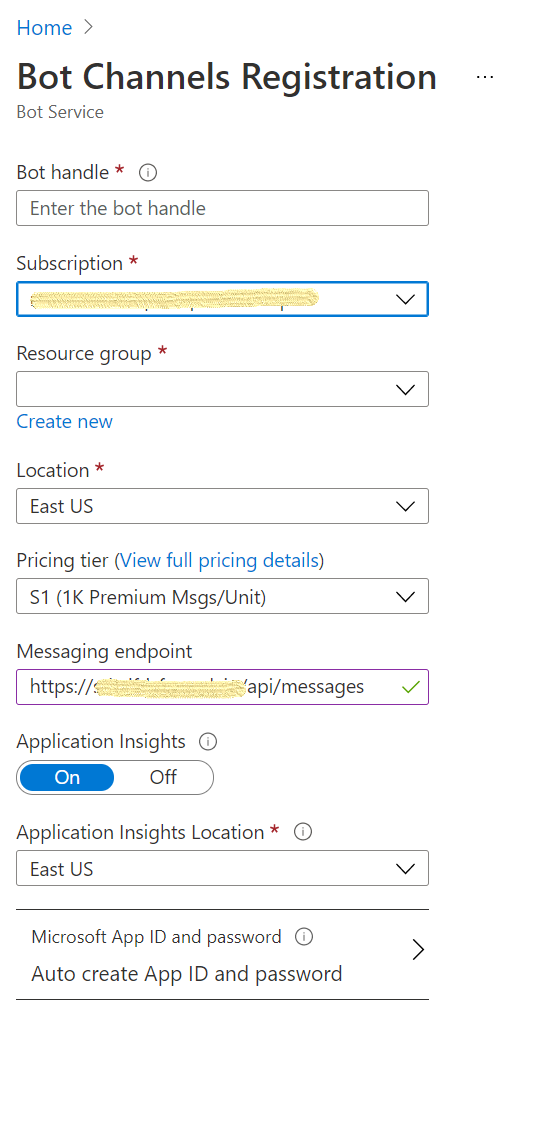 Home
Bot Channels Registration ...
Bot Service
Bot handle *
Enter the bot handle
Subscription *
Resource group *
Create new
Location *
East US
Pricing tier (View full pricing details)
S1 (1K Premium Msgs/Unit)
Messaging endpoint
https:// /api/messages
Application Insights
On Off
Application Insights Location *
East US
Microsoft App ID and password
Auto create App ID and password